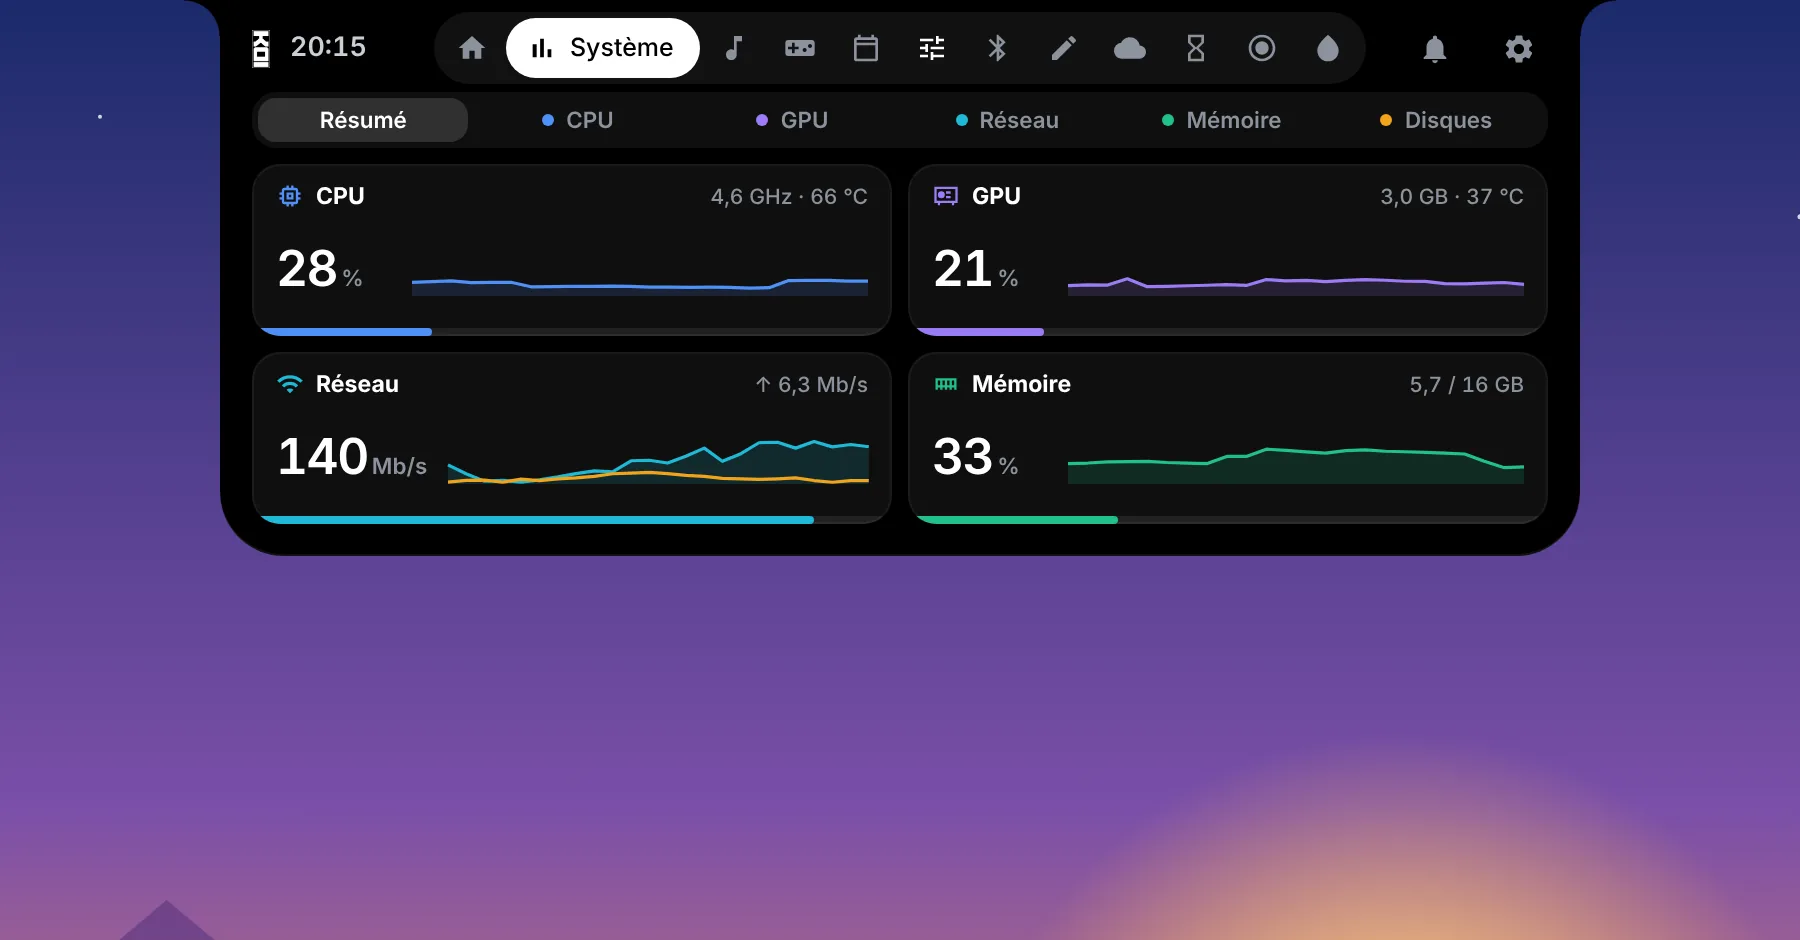 20:15
Système
Résumé
CPU
GPU
Réseau
Mémoire
Disques
CPU
4,6 GHz · 66 °C
28 %
GPU
3,0 GB · 37 °C
21 %
Réseau
↑ 6,3 Mb/s
140 Mb/s
Mémoire
5,7 / 16 GB
33 %